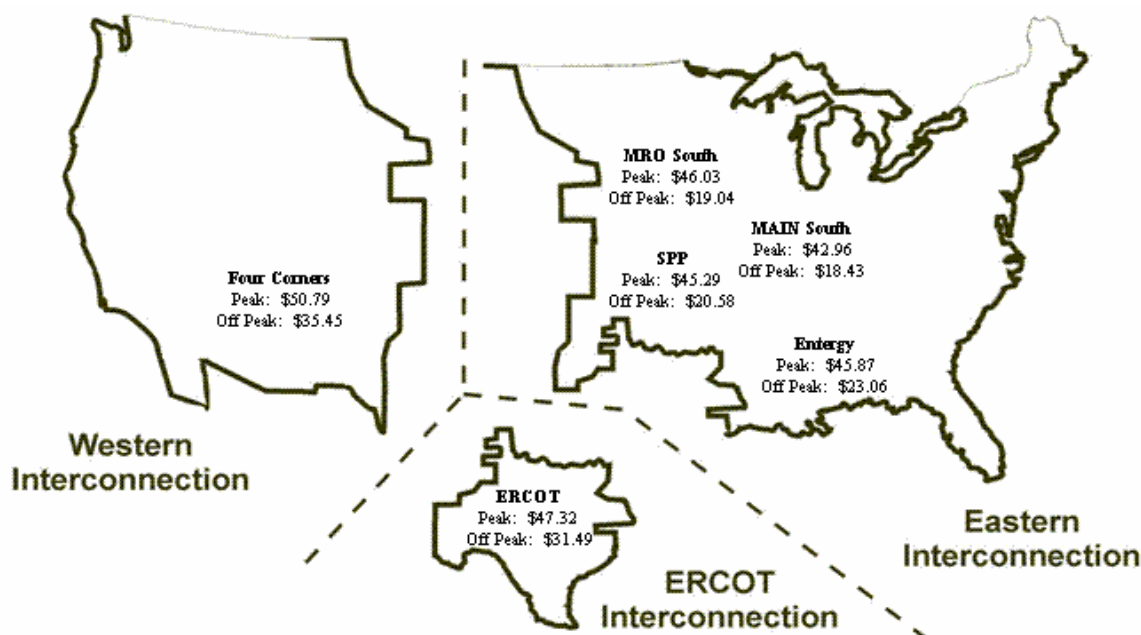 MRO South
Peak: $46.03
Off Peak: $19.04
MAIN South
Peak: $42.96
Off Peak: $18.43
SPP
Peak: $45.29
Off Peak: $20.58
Four Corners
Peak: $50.79
Off Peak: $35.45
Entergy
Peak: $45.87
Off Peak: $23.06
Western
Interconnection
ERCOT
Peak: $47.32
Off Peak: $31.49
Eastern
Interconnection
ERCOT
Interconnection